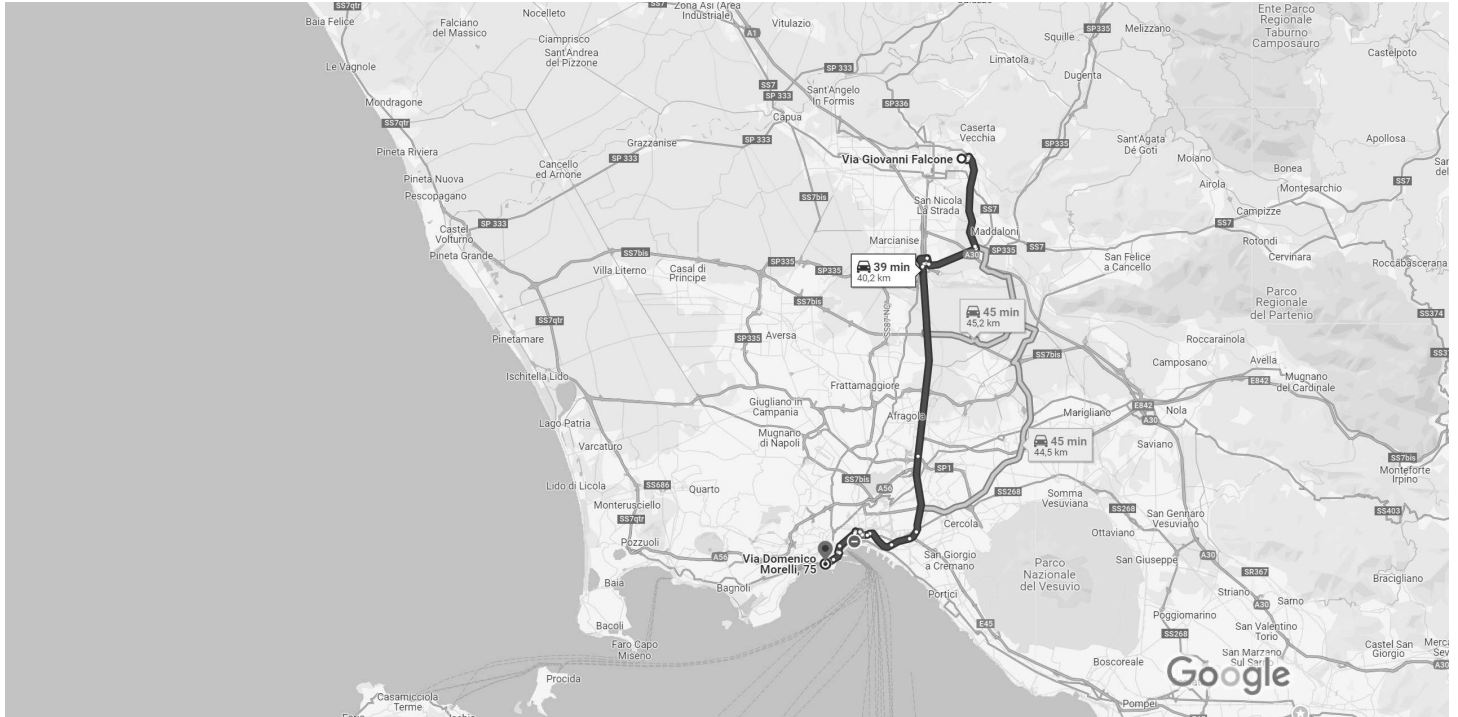 SS7qtr
Baia Felice
Falciano
del Massico
Nocelleto
Zona Asi (Area
Industriale)
Vitulazio
A1
Ciamprisco
Sant'Andrea
del Pizzone
SP 333
Squille
SP335
Melizzano
Ente Parco
Regionale
Taburno
Camposauro
Castelpoto
Le Vagnole
Limatola
Dugenta
SS7
SP 333
Sant'Angelo
In Formis
SP336
Mondragone
SS7qtr
Capua
Caserta
Vecchia
Grazzanise
SP 333
SP335
Sant'Agata
Dé Goti
Apollosa
Pineta Riviera
SP 333
Cancello
ed Arnone
Via Giovanni Falcone
Moiano
Bonea
SS7
Pineta Nuova
Airola
Montesarchio
Pescopagano
SS7bis
San Nicola
La Strada
SS7
SP 333
Castel
Volturno
Campizze
SS7
Maddaloni
Marcianise
SP335
SS7
Rotondi
Pineta Grande
SS7bis
A30
San Felice
a Cancello
Cervinara
Roccabascerana
Villa Literno
Casal di
Principe
SP335
SP335
39 min
40,2 km
SS7bis
Parco
Regionale
del Partenio
SS87-NC
45 min
45,2 km
SS374
SS7qtr
Pinetamare
SP335
Aversa
Roccarainola
SS7bis
Camposano
Avella
Ischitella Lido
Frattamaggiore
E842
Mugnano
del Cardinale
Giugliano in
Campania
Afragola
Marigliano
E842
Nola
A30
Lago Patria
Mugnano
di Napoli
45 min
44,5 km
Saviano
Varcaturo
SS7bis
SP1
Monteforte
Irpino
Lido di Licola
SS686
Quarto
SS7bis
A56
SS268
Somma
Vesuviana
Monterusciello
SS7qtr
SS268
San Gennaro
Vesuviano
SS403
Cercola
Ottaviano
Pozzuoli
A56
Via Domenico
Morelli, 75
San Giorgio
a Cremano
San Giuseppe
A30
Parco
Nazionale
del Vesuvio
SR367
Baia
Bagnoli
Portici
Striano
Bracigliano
Sarno
A30
Poggiomarino
Bacoli
E45
SS268
San Valentino
Torio
Faro Capo
Miseno
Castel San
Giorgio
A30
Boscoreale
San Marzano
Google
Procida
Casamicciola
Terme
Pompei